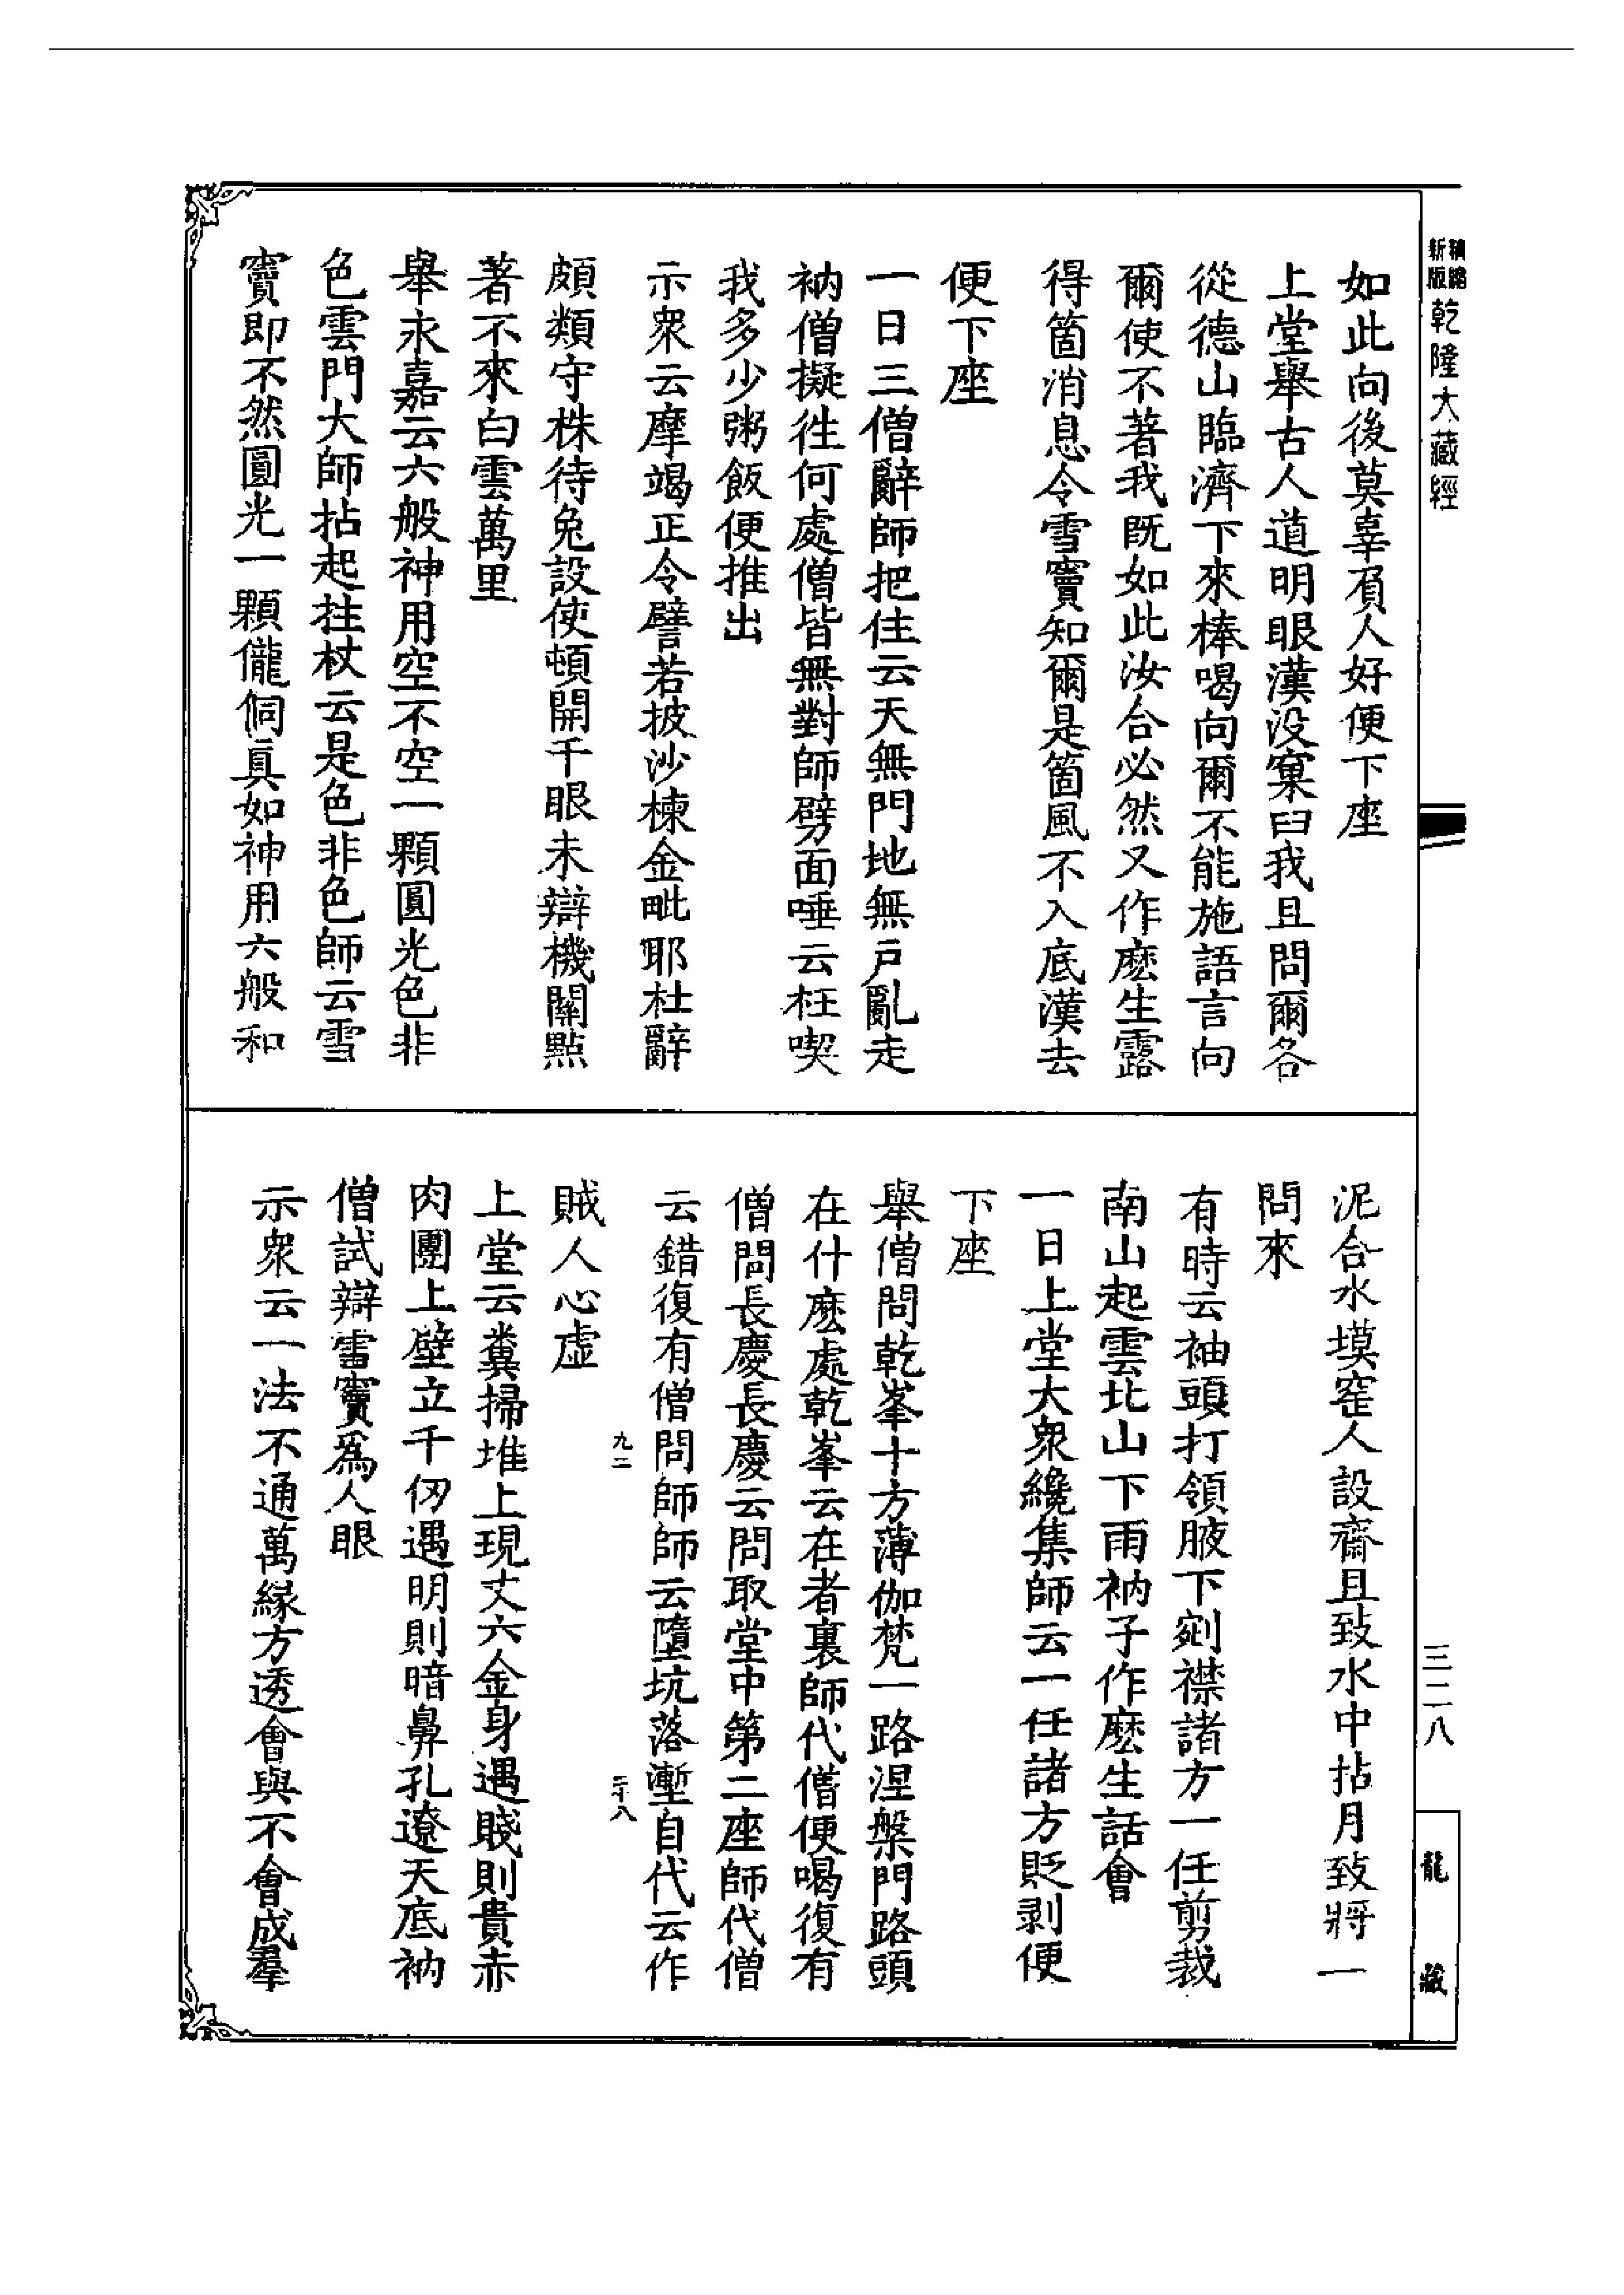 精縮
新版
乾隆大藏經
如此向後莫辜負人好便下座
上堂舉古人道明眼漢沒窠臼我且問爾各
從德山臨濟下來棒喝向爾不能施語言向
爾使不著我既如此汝合必然又作麽生露
得箇消息令雪竇知爾是箇風不入底漢去
便下座
一日三僧辭師把住云天無門地無戶亂走
衲僧擬徃何處僧皆無對師劈面唾云枉喫
我多少粥飯便推出
示衆云摩竭正令譬若披沙楝金毗耶杜辭
頗類守株待兔設使頓開千眼未辯機關點
著不來白雲萬里
舉永嘉云六般神用空不空一顆圓光色非
色雲門大師拈起拄杖云是色非色師云雪
竇即不然圓光一顆儱侗眞如神用六般和
泥合水塻窑人設齋且致水中拈月致將一
問來
有時云袖頭打領腋下剜襟諸方一任剪裁
南山起雲北山下雨衲子作麽生話會
一日上堂大衆纔集師云一任諸方貶剥便
下座
舉僧問乾峯十方薄伽梵一路涅槃門路頭
在什麽處乾峯云在者裏師代僧便喝復有
僧問長慶長慶云問取堂中第二座師代僧
云錯復有僧問師師云墮坑落塹自代云作
九二
二十八
賊人心虛
上堂云糞掃堆上現丈六金身遇賤則貴赤
肉團上壁立千仞遇明則暗鼻孔遼天底衲
僧試辯雪竇爲人眼
示衆云一法不通萬緣方透會與不會成羣
三二八
龍藏